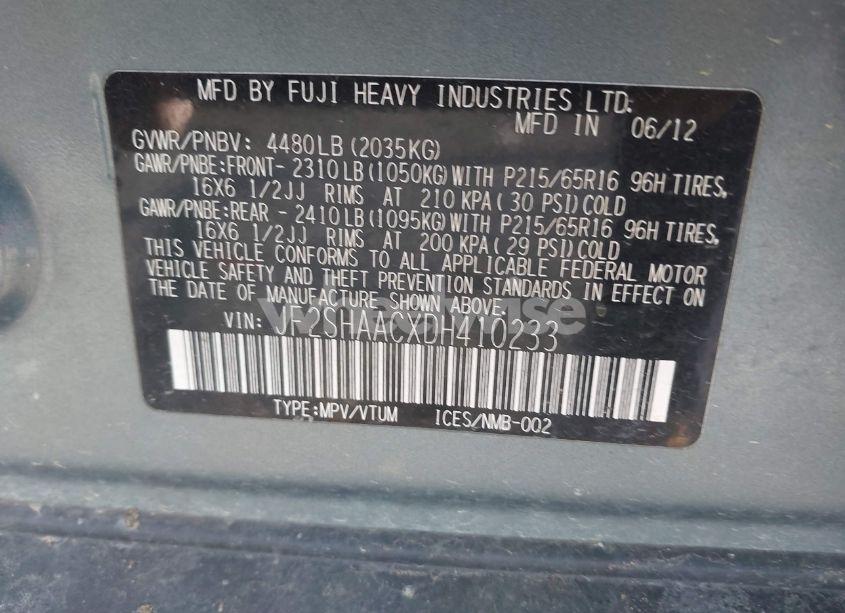 MFD BY FUJI HEAVY INDUSTRIES LTD.
MFD IN 06/12
GVWR/PNBV: 4480LB(2035KG)
GAWR/PNBE:FRONT- 2310LB(1050KG)WITH P215/65R16 96H TIRES,
16X6 1/2JJ RIMS AT 210 KPA(30 PSI)COLD
GAWR/PNBE:REAR - 2410LB(1095KG)WITH P215/65R16 96H TIRES,
16X6 1/2JJ RIMS AT 200 KPA(29 PSI)COLD
THIS VEHICLE CONFORMS TO ALL APPLICABLE FEDERAL MOTOR
VEHICLE SAFETY AND THEFT PREVENTION STANDARDS IN EFFECT ON
THE DATE OF MANUFACTURE SHOWN ABOVE.
VIN: JF2SHAACXDH410233
TYPE:MPV/VTUM ICES/NMB-002